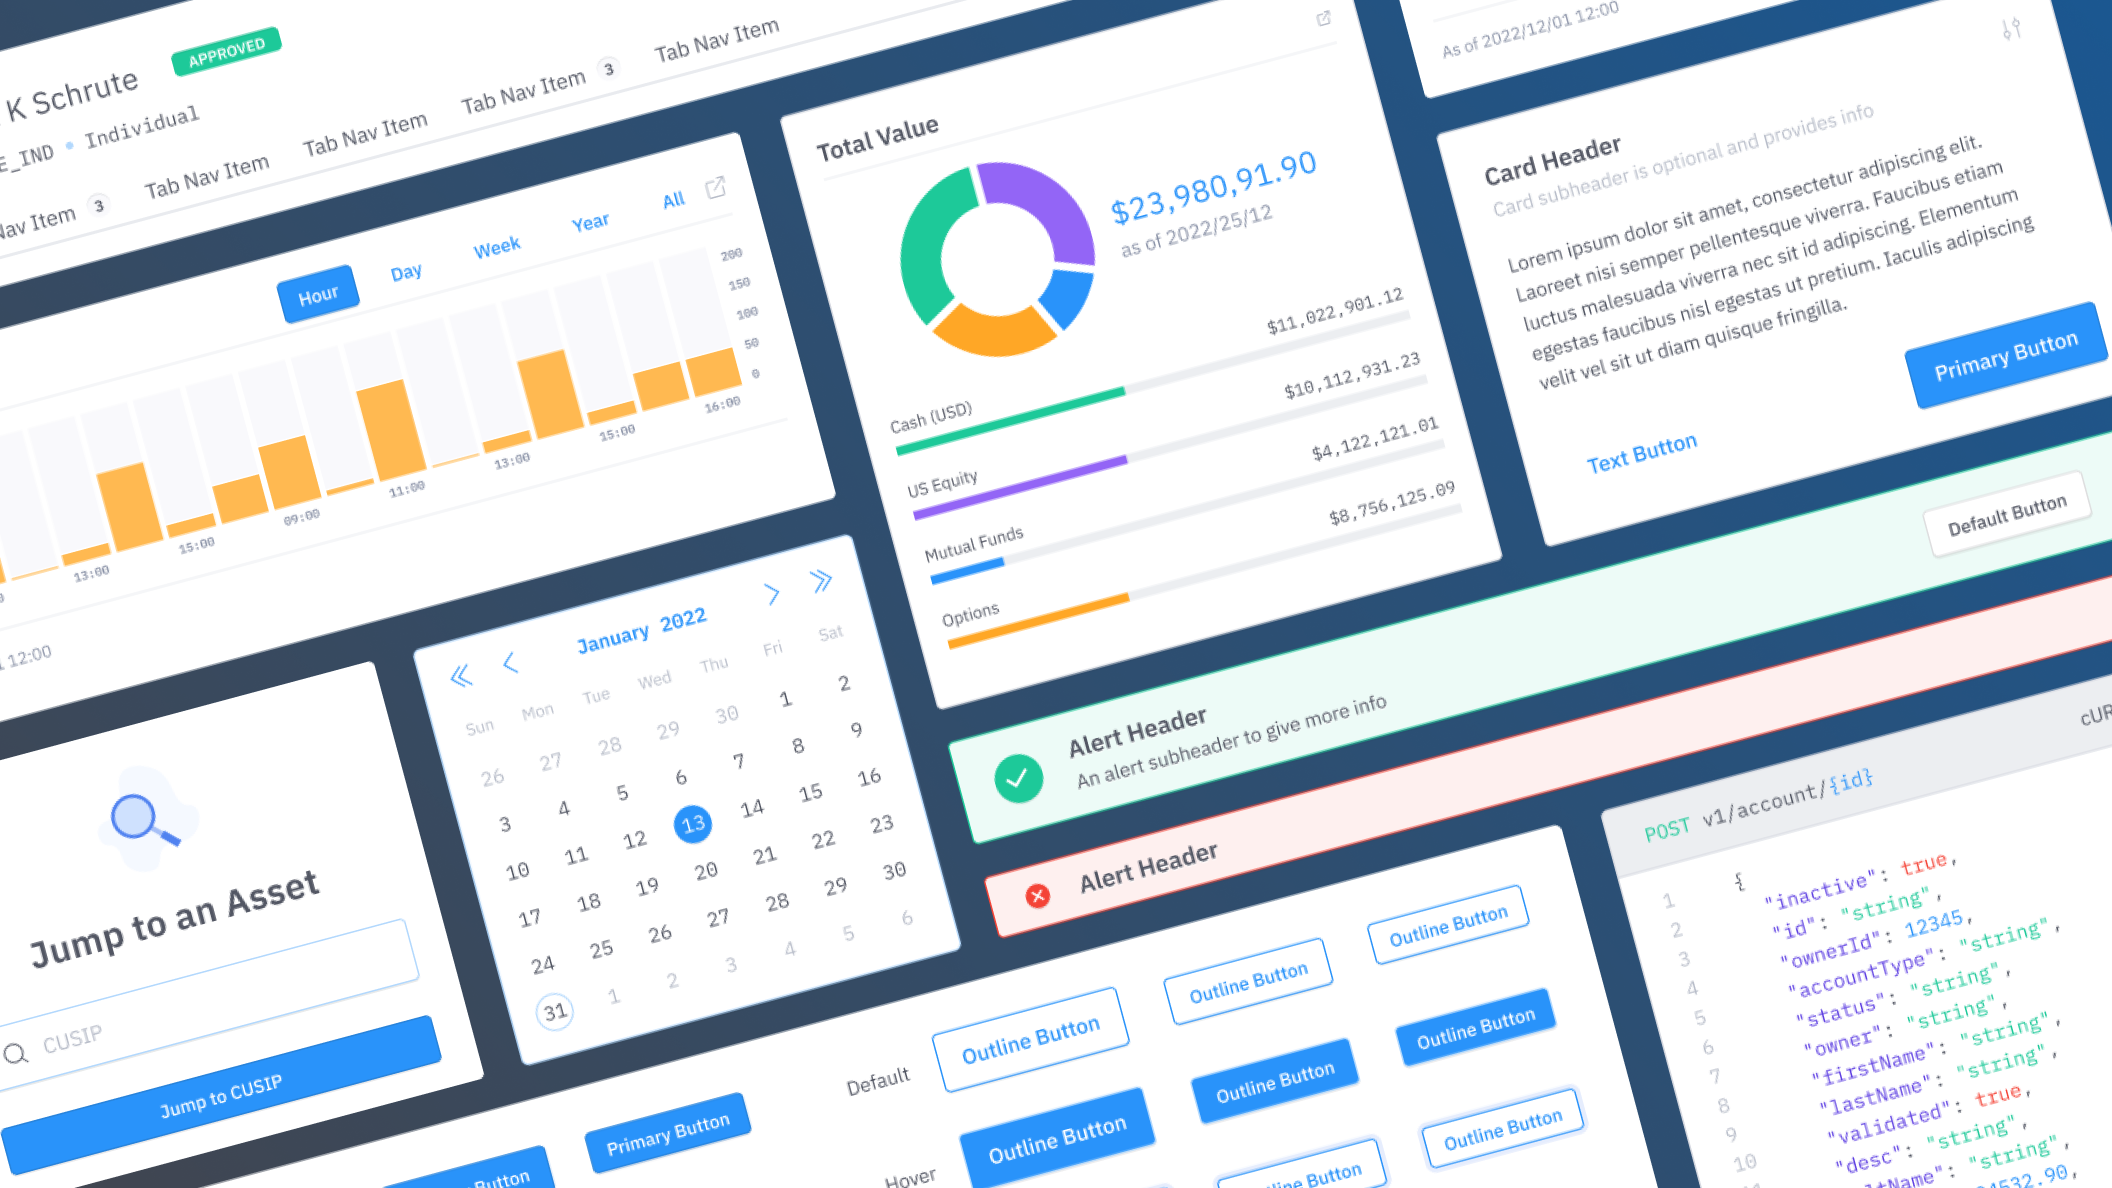 K Schrute
APPROVED
E_IND • Individual
Nav Item 3
Tab Nav Item
Tab Nav Item
Tab Nav Item 3
Tab Nav Item
Hour
Day
Week
Year
All
200
150
100
50
0
13:00
15:00
09:00
11:00
13:00
15:00
16:00
12:00
Total Value
$23,980,91.90
as of 2022/25/12
Cash (USD)
$11,022,901.12
US Equity
$10,112,931.23
Mutual Funds
$4,122,121.01
Options
$8,756,125.09
As of 2022/12/01 12:00
Card Header
Card subheader is optional and provides info
Lorem ipsum dolor sit amet, consectetur adipiscing elit.
Laoreet nisi semper pellentesque viverra. Faucibus etiam
luctus malesuada viverra nec sit id adipiscing. Elementum
egestas faucibus nisl egestas ut pretium. Iaculis adipiscing
velit vel sit ut diam quisque fringilla.
Text Button
Primary Button
Jump to an Asset
CUSIP
Jump to CUSIP
January 2022
Sun Mon Tue Wed Thu Fri Sat
26 27 28 29 30 1 2
3 4 5 6 7 8 9
10 11 12 13 14 15 16
17 18 19 20 21 22 23
24 25 26 27 28 29 30
31 1 2 3 4 5 6
Alert Header
An alert subheader to give more info
Default Button
Alert Header
Button
Primary Button
Default
Outline Button
Outline Button
Outline Button
Hover
Outline Button
Outline Button
Outline Button
Button
Outline Button
POST v1/account/{id}
cUR
1 {
2 "inactive": true,
3 "id": "string",
4 "ownerId": 12345,
5 "accountType": "string",
6 "status": "string",
7 "owner": "string",
8 "firstName": "string",
9 "lastName": "string",
10 "validated": true,
"desc": "string",
ltName": "string",
4532.90,